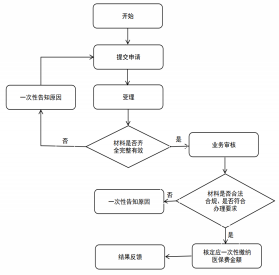 开始
提交申请
一次性告知原因
受理
否
材料是否齐
全完整有效
是
业务审核
材料是否合法
合规、是否符合
办理要求
否
一次性告知原因
是
结果反馈
核定应一次性缴纳
医保费金额